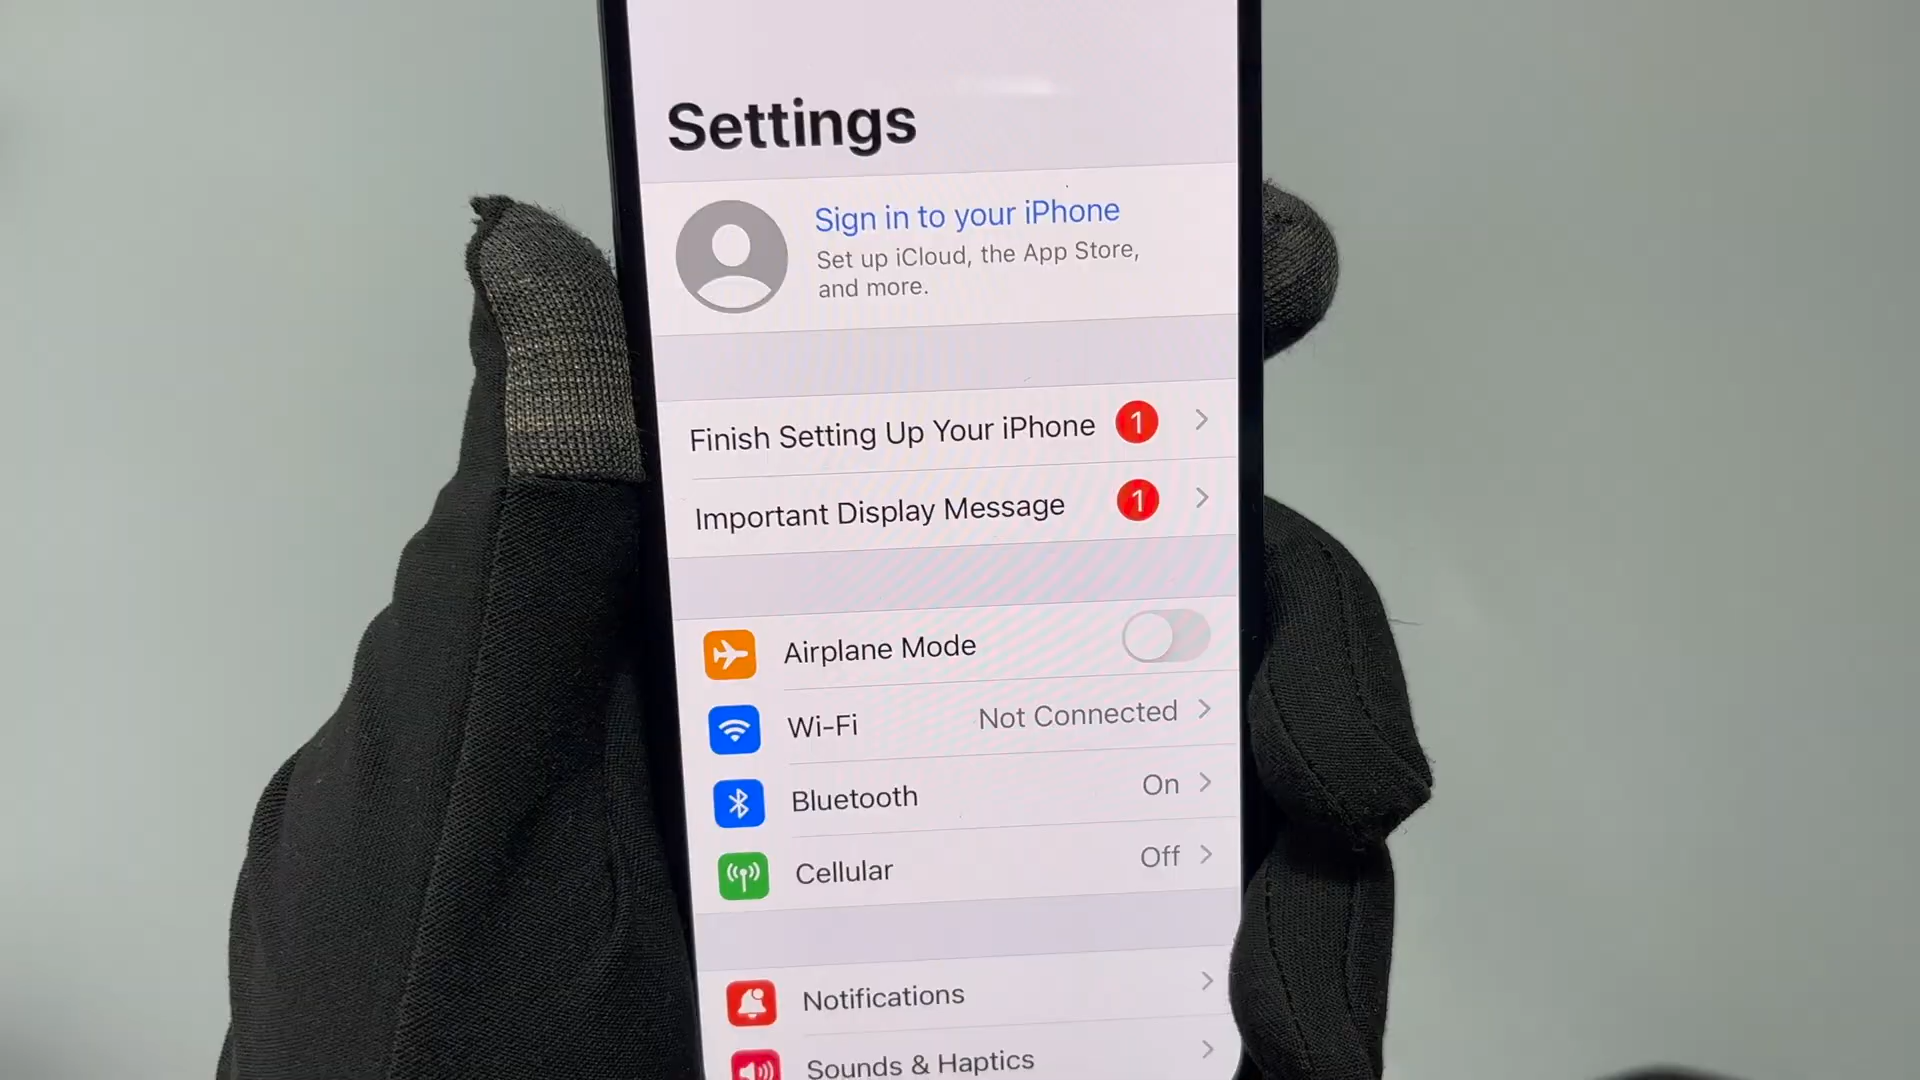 Settings
Sign in to your iPhone
Set up iCloud, the App Store,
and more.
Finish Setting Up Your iPhone 1
Important Display Message 1
Airplane Mode
Wi-Fi Not Connected
Bluetooth On
Cellular Off
Notifications
Sounds & Haptics